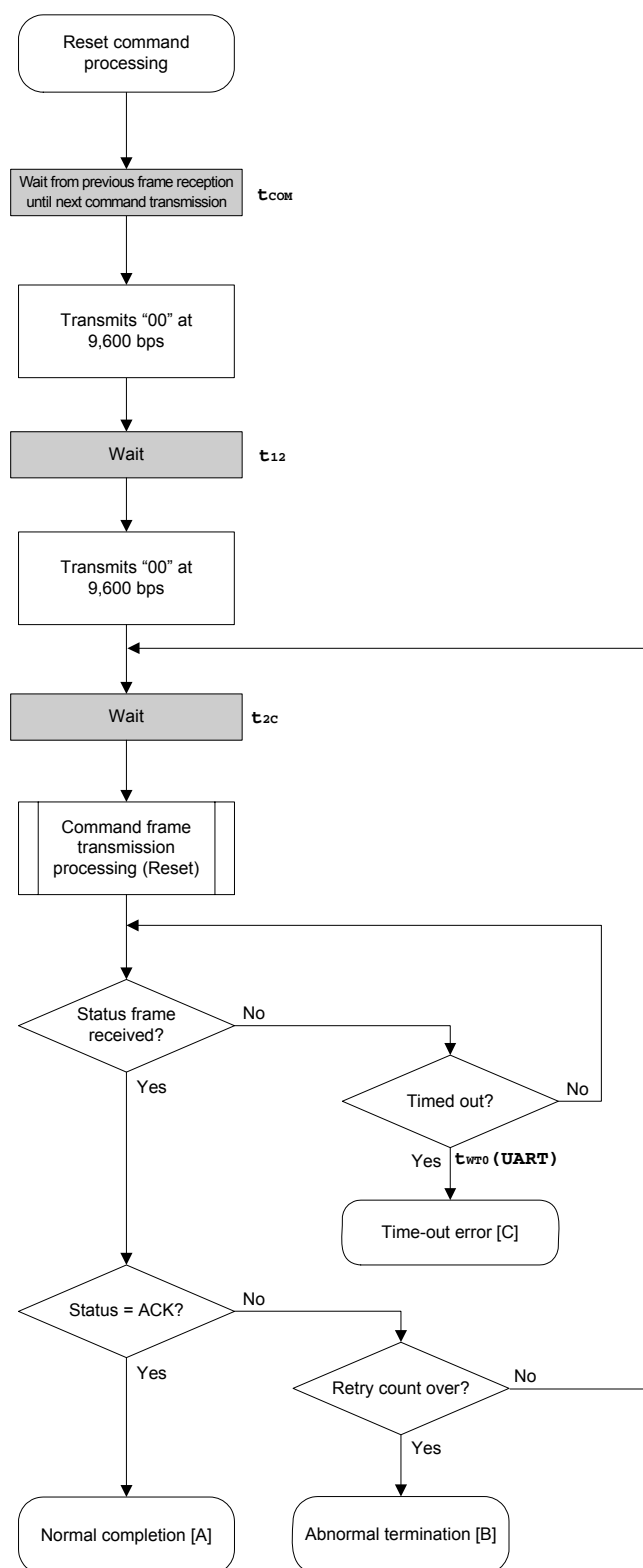 Reset command
processing
Wait from previous frame reception
until next command transmission
tCOM
Transmits “00” at
9,600 bps
Wait
t12
Transmits “00” at
9,600 bps
Wait
t2C
Command frame
transmission
processing (Reset)
Status frame
received?
No
Yes
Timed out?
No
Yes
tWT0(UART)
Time-out error [C]
Status = ACK?
No
Yes
Retry count over?
No
Yes
Normal completion [A]
Abnormal termination [B]